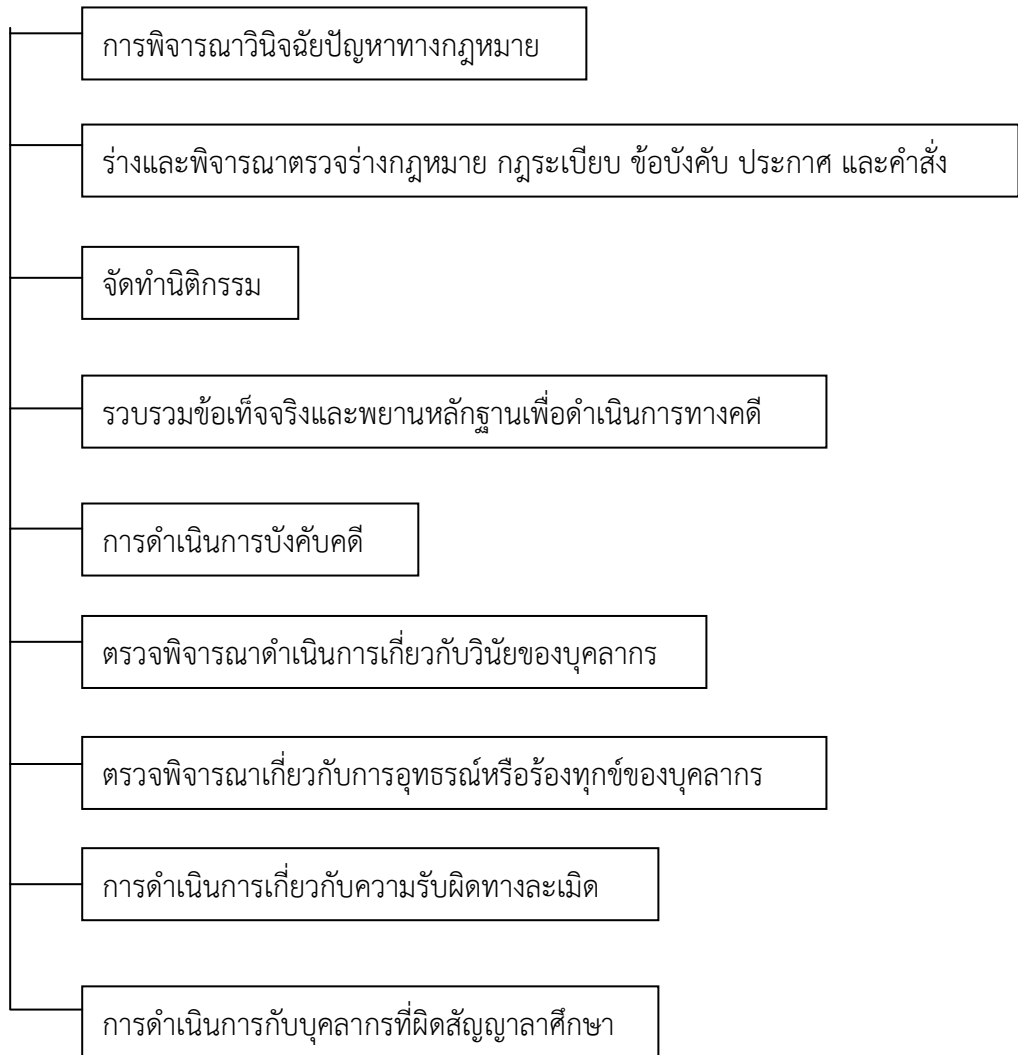 การพิจารณาวินิจฉัยปัญหาทางกฎหมาย
ร่างและพิจารณาตรวจร่างกฎหมาย กฎระเบียบ ข้อบังคับ ประกาศ และคำสั่ง
จัดทำนิติกรรม
รวบรวมข้อเท็จจริงและพยานหลักฐานเพื่อดำเนินการทางคดี
การดำเนินการบังคับคดี
ตรวจพิจารณาดำเนินการเกี่ยวกับวินัยของบุคลากร
ตรวจพิจารณาเกี่ยวกับการอุทธรณ์หรือร้องทุกข์ของบุคลากร
การดำเนินการเกี่ยวกับความรับผิดทางละเมิด
การดำเนินการกับบุคลากรที่ผิดสัญญาลาศึกษา